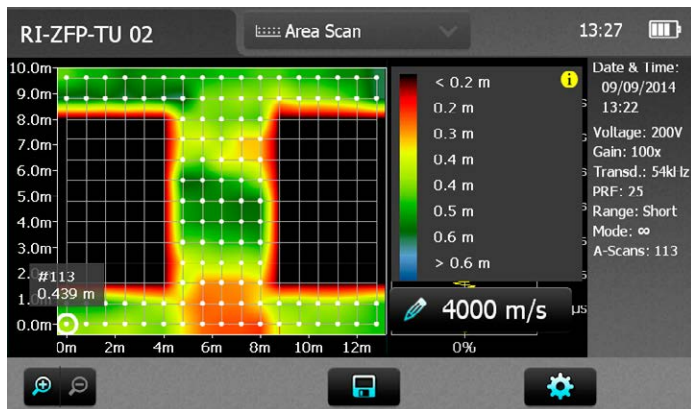 RI-ZFP-TU 02
Area Scan
13:27
10.0m
9.0m
8.0m
7.0m
6.0m
5.0m
4.0m
3.0m
0.0m
#113
0.439 m
0m 2m 4m 6m 8m 10m 12m
< 0.2 m
0.2 m
0.3 m
0.4 m
0.4 m
0.5 m
0.6 m
> 0.6 m
i
4000 m/s
µs
0%
Date & Time:
09/09/2014
13:22
Voltage: 200V
Gain: 100x
Transd.: 54kHz
PRF: 25
Range: Short
Mode: ∞
A-Scans: 113